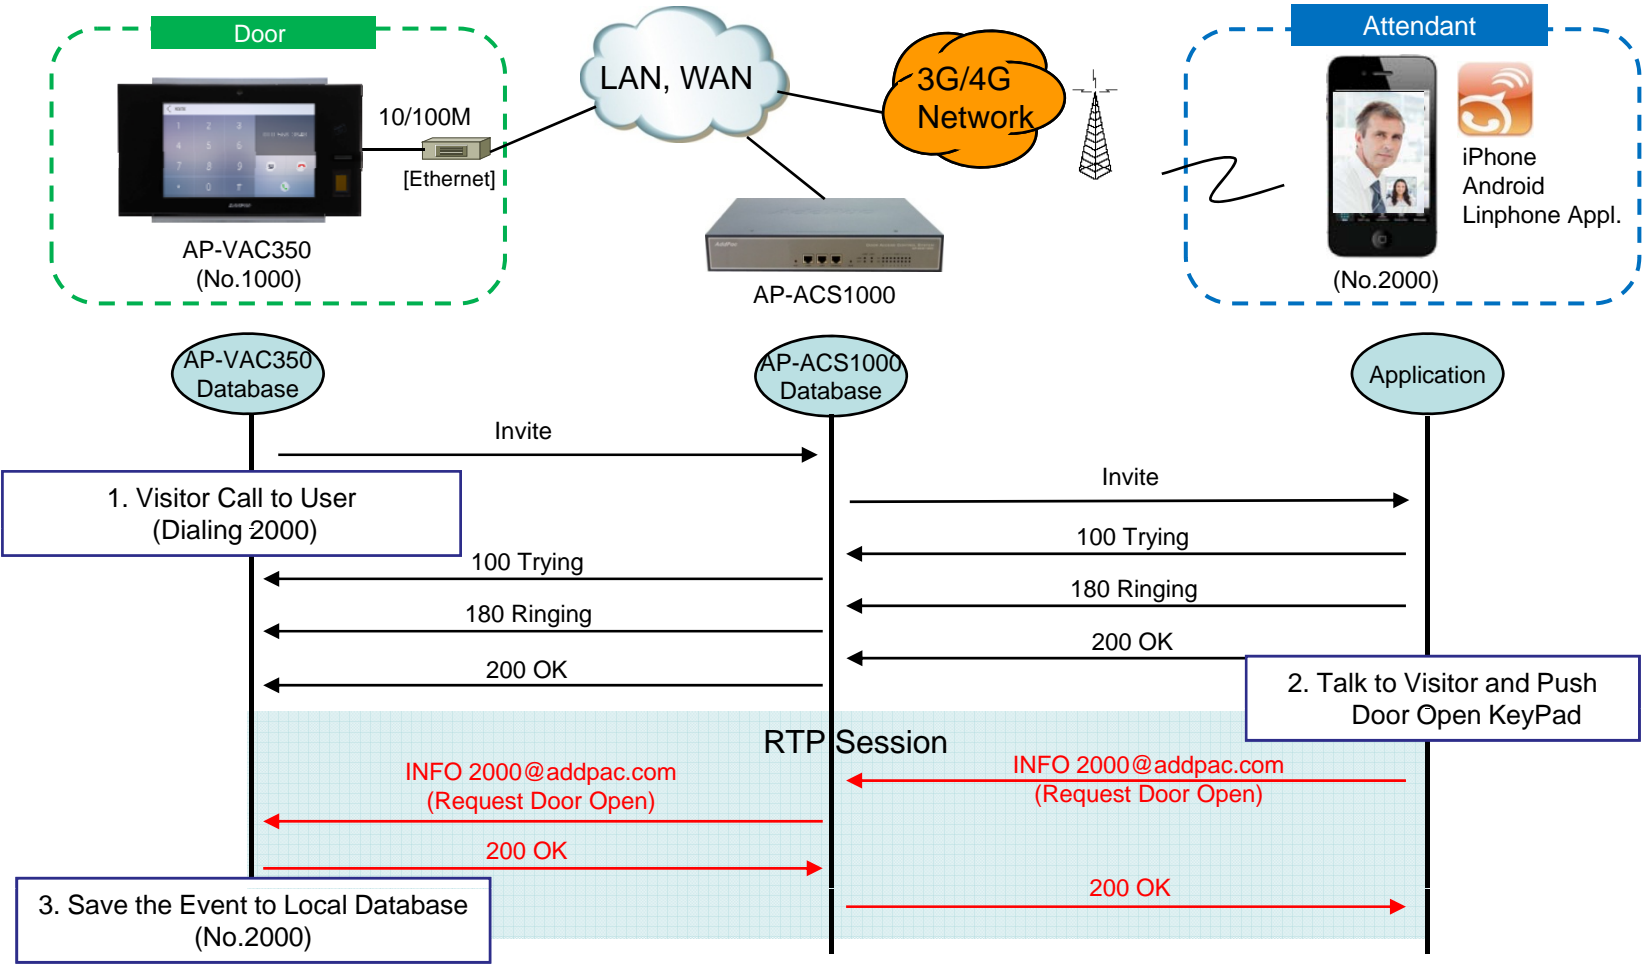 Door
Attendant
LAN, WAN
3G/4G
Network
10/100M
[Ethernet]
AP-VAC350
(No.1000)
AddPac
AP-ACS1000
iPhone
Android
Linphone Appl.
(No.2000)
AP-VAC350
Database
AP-ACS1000
Database
Application
Invite
Invite
1. Visitor Call to User
(Dialing 2000)
100 Trying
100 Trying
180 Ringing
180 Ringing
200 OK
200 OK
2. Talk to Visitor and Push
Door Open KeyPad
RTP Session
INFO 2000@addpac.com
(Request Door Open)
INFO 2000@addpac.com
(Request Door Open)
200 OK
200 OK
3. Save the Event to Local Database
(No.2000)